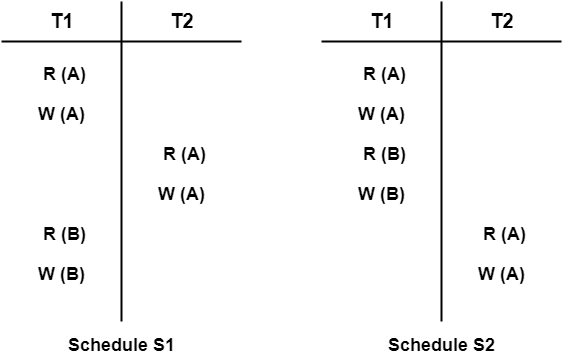 T1 T2
R (A)
W (A)
R (A)
W (A)
R (B)
W (B)
Schedule S1
T1 T2
R (A)
W (A)
R (B)
W (B)
R (A)
W (A)
Schedule S2